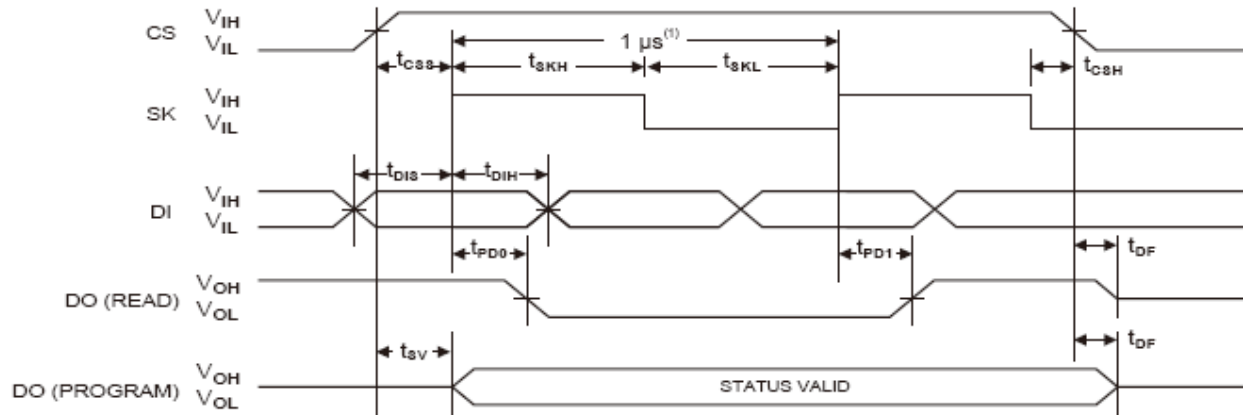 CS VIH
VIL
1 µs(1)
tCSS tSKH tSKL tCSH
SK VIH
VIL
tDIS tDIH
DI VIH
VIL
tPD0 tPD1 tDF
DO (READ) VOH
VOL
tSV tDF
DO (PROGRAM) VOH
VOL
STATUS VALID